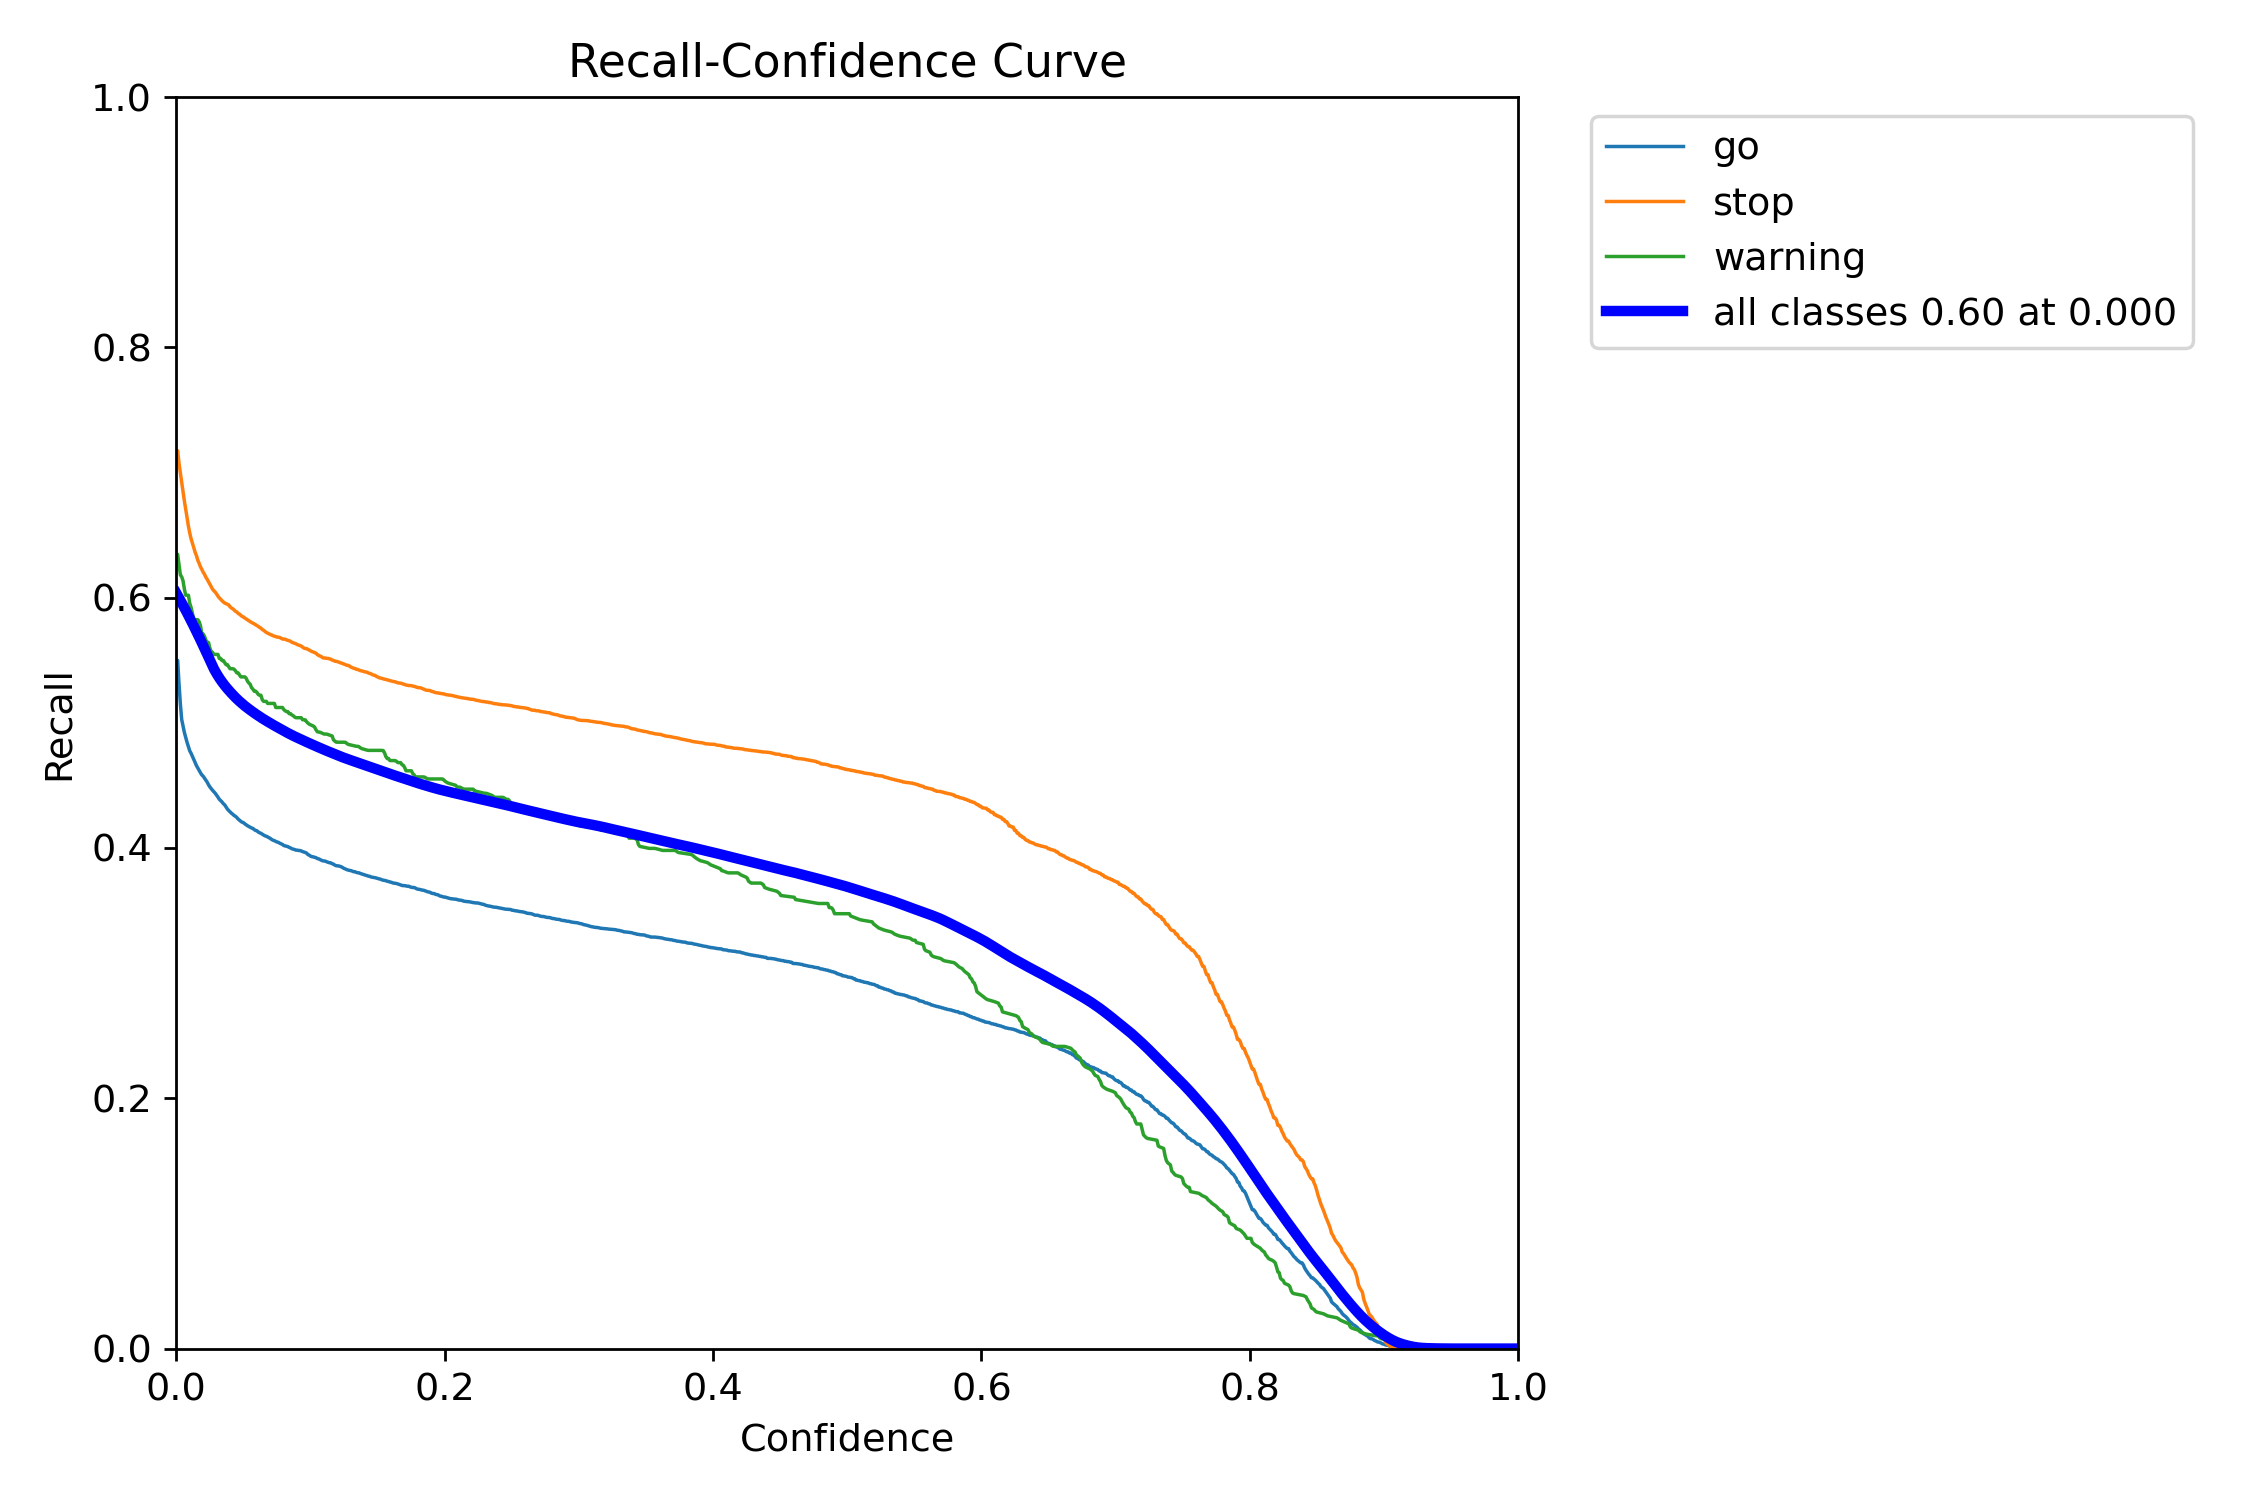 Recall-Confidence Curve
1.0
0.8
0.6
0.4
0.2
0.0
Recall
0.0 0.2 0.4 0.6 0.8 1.0
Confidence
go
stop
warning
all classes 0.60 at 0.000